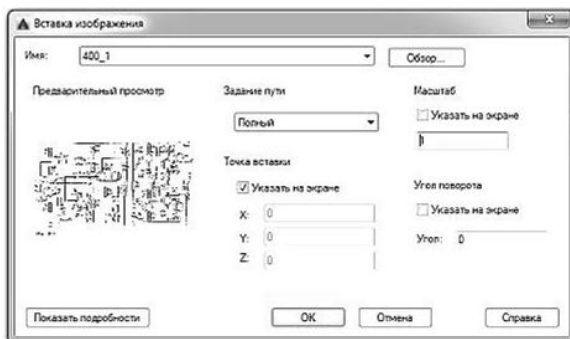 Вставка изображения
Имя: 400_1 Обзор...
Предварительный просмотр Задание пути Масштаб
Полный Указать на экране
Точка вставки
Указать на экране Угол поворота
X: 0 Указать на экране
Y: 0 Угол: 0
Z: 0
Показать подробности OK Отмена Справка